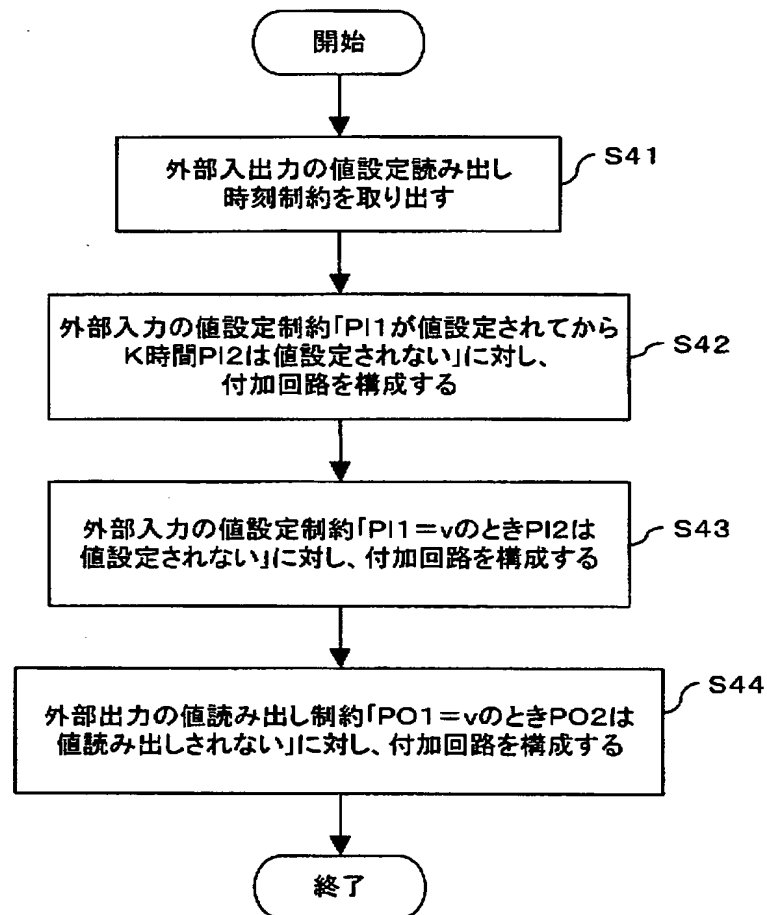 開始
外部入出力の値設定読み出し
時刻制約を取り出す
S41
外部入力の値設定制約「PI1が値設定されてから
K時間PI2は値設定されない」に対し、
付加回路を構成する
S42
外部入力の値設定制約「PI1=vのときPI2は
値設定されない」に対し、付加回路を構成する
S43
外部出力の値読み出し制約「PO1=vのときPO2は
値読み出しされない」に対し、付加回路を構成する
S44
終了